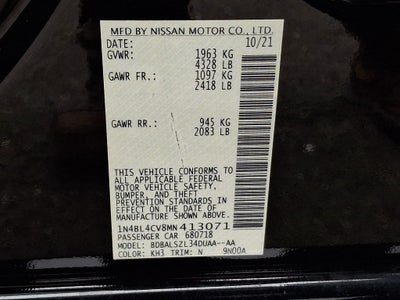 MFD BY NISSAN MOTOR CO., LTD.
DATE: 10/21
GVWR: 1963 KG
4328 LB
GAWR FR.: 1097 KG
2418 LB
GAWR RR.: 945 KG
2083 LB
THIS VEHICLE CONFORMS TO
ALL APPLICABLE FEDERAL
MOTOR VEHICLE SAFETY,
BUMPER, AND THEFT
PREVENTION STANDARDS IN
EFFECT ON THE DATE OF
MANUFACTURE SHOWN ABOVE.
1N4BL4CV8MN413071
PASSENGER CAR 680718
MODEL: BDBALSZL34DUAA--AA
COLOR: KH3 TRIM: N 9N00A